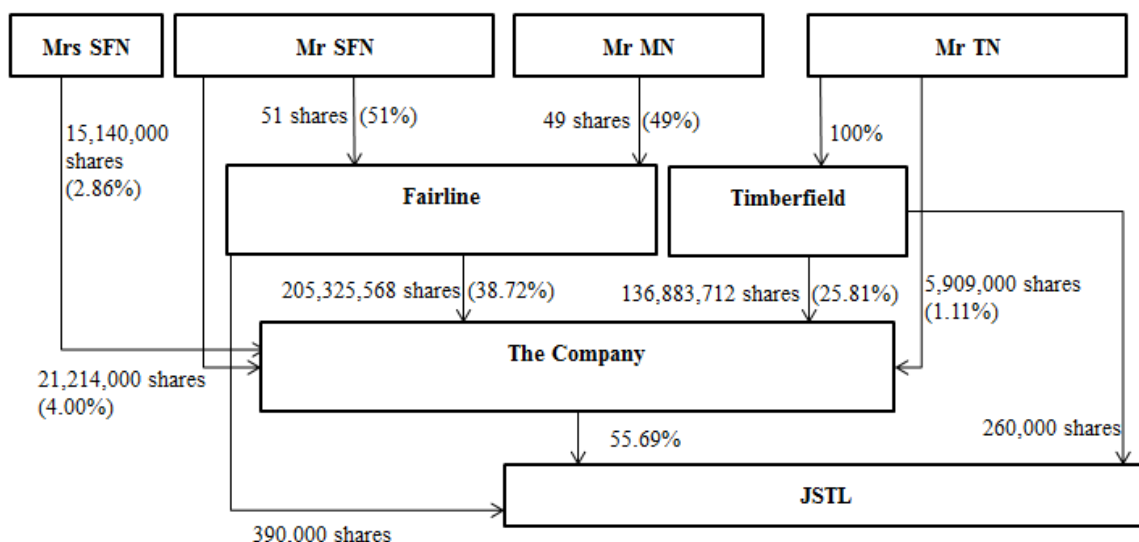 Mrs SFN
Mr SFN
Mr MN
Mr TN
15,140,000
shares
(2.86%)
51 shares (51%)
49 shares (49%)
100%
Fairline
Timberfield
205,325,568 shares (38.72%)
136,883,712 shares (25.81%)
5,909,000 shares
(1.11%)
The Company
21,214,000 shares
(4.00%)
55.69%
260,000 shares
JSTL
390,000 shares